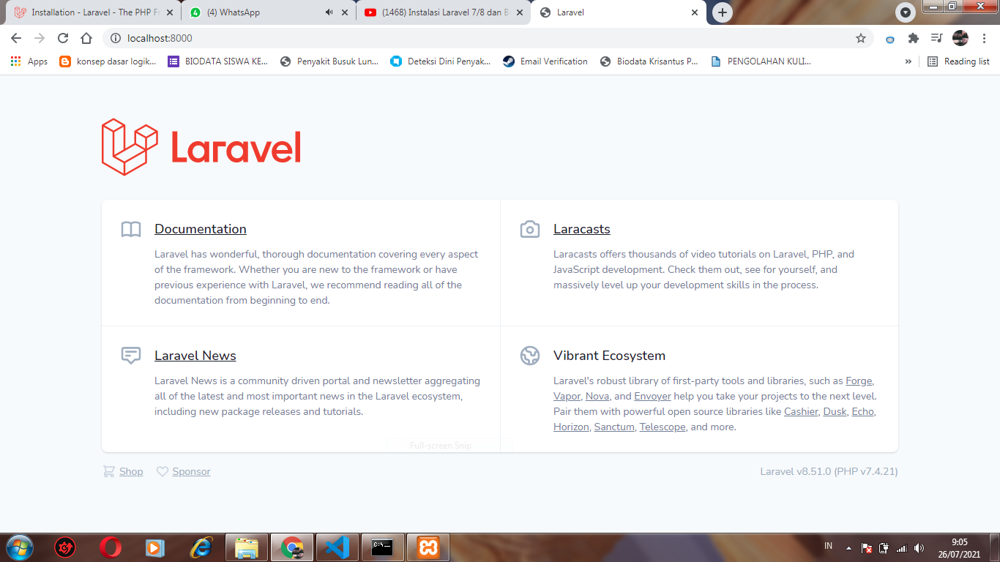 Installation - Laravel - The PHP Fr
(4) WhatsApp
(1468) Instalasi Laravel 7/8 dan B
Laravel
localhost:8000
Apps
konsep dasar logik...
BIODATA SISWA KE...
Penyakit Busuk Lun...
Deteksi Dini Penyak...
Email Verification
Biodata Krisantus P...
PENGOLAHAN KULI...
»
Reading list
Laravel
Documentation
Laravel has wonderful, thorough documentation covering every aspect
of the framework. Whether you are new to the framework or have
previous experience with Laravel, we recommend reading all of the
documentation from beginning to end.
Laracasts
Laracasts offers thousands of video tutorials on Laravel, PHP, and
JavaScript development. Check them out, see for yourself, and
massively level up your development skills in the process.
Laravel News
Laravel News is a community driven portal and newsletter aggregating
all of the latest and most important news in the Laravel ecosystem,
including new package releases and tutorials.
Vibrant Ecosystem
Laravel's robust library of first-party tools and libraries, such as Forge,
Vapor, Nova, and Envoyer help you take your projects to the next level.
Pair them with powerful open source libraries like Cashier, Dusk, Echo,
Horizon, Sanctum, Telescope, and more.
Full-screen Snip
Shop
Sponsor
Laravel v8.51.0 (PHP v7.4.21)
IN
9:05
26/07/2021